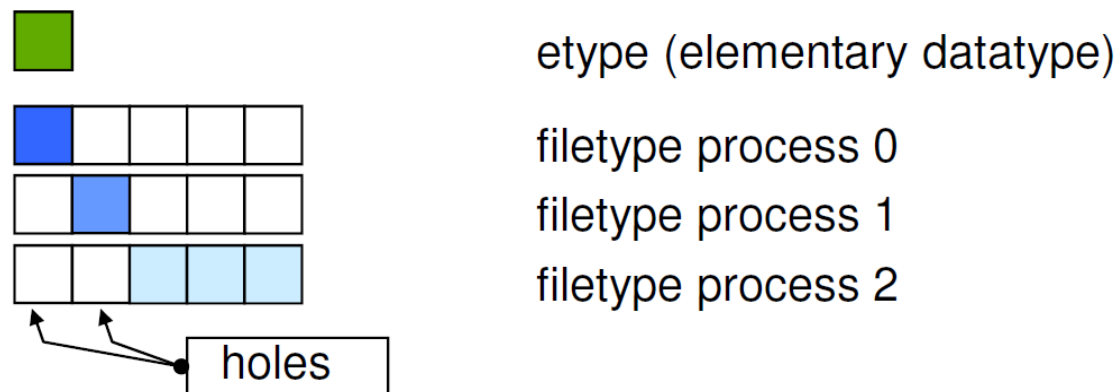 etype (elementary datatype)
filetype process 0
filetype process 1
filetype process 2
holes